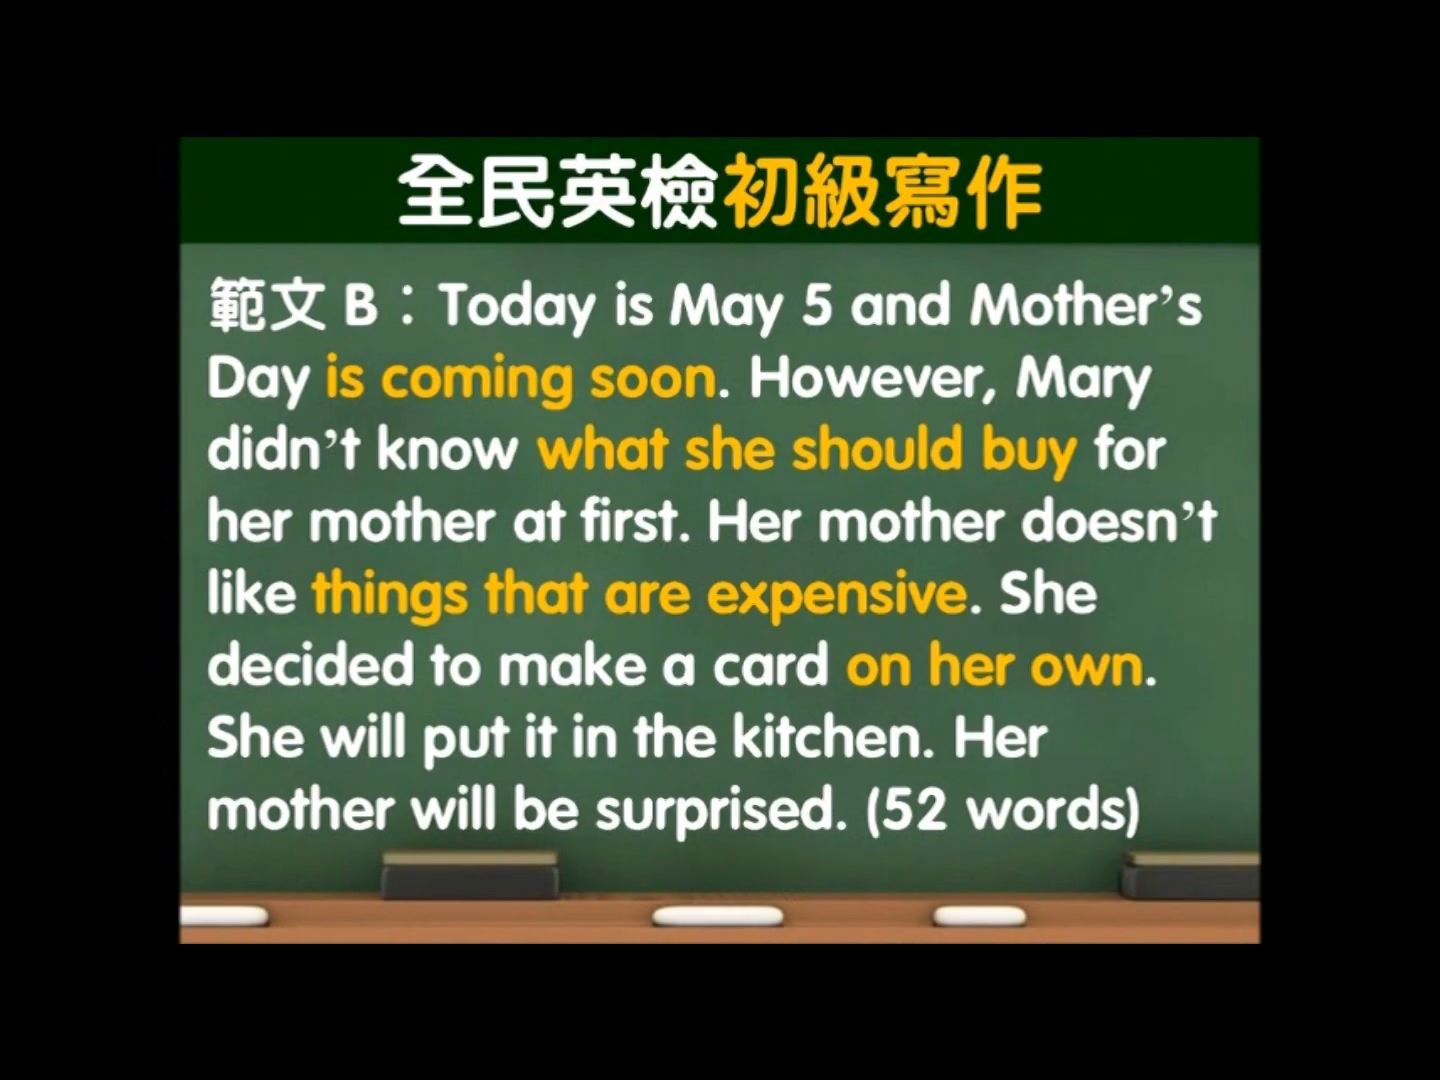 全民英檢初級寫作
範文 B：Today is May 5 and Mother’s
Day is coming soon. However, Mary
didn’t know what she should buy for
her mother at first. Her mother doesn’t
like things that are expensive. She
decided to make a card on her own.
She will put it in the kitchen. Her
mother will be surprised. (52 words)